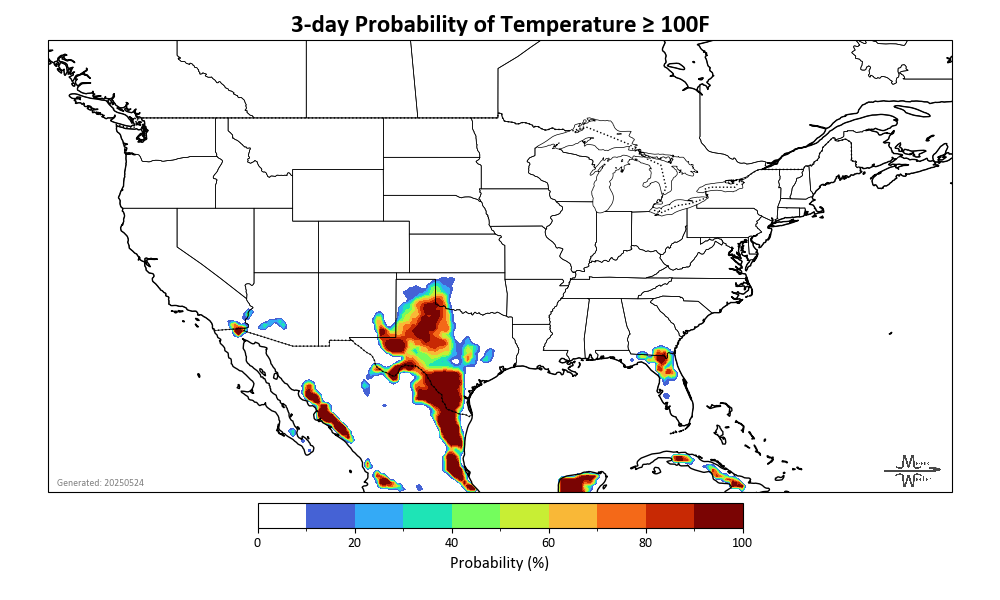 3-day Probability of Temperature ≥ 100F
Generated: 20250524
0 20 40 60 80 100
Probability (%)